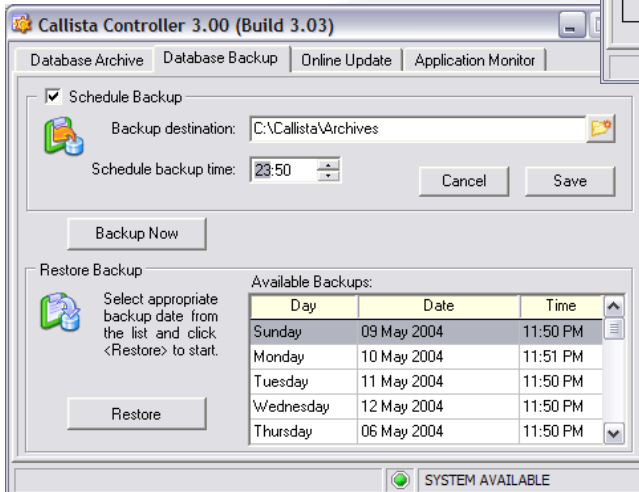 Callista Controller 3.00 (Build 3.03)
Database Archive Database Backup Online Update Application Monitor
Schedule Backup
Backup destination: C:\Callista\Archives
Schedule backup time: 23:50
Cancel Save
Backup Now
Restore Backup
Select appropriate
backup date from
the list and click
<Restore> to start.
Restore
Available Backups:
Day Date Time
Sunday 09 May 2004 11:50 PM
Monday 10 May 2004 11:51 PM
Tuesday 11 May 2004 11:50 PM
Wednesday 12 May 2004 11:50 PM
Thursday 06 May 2004 11:50 PM
SYSTEM AVAILABLE